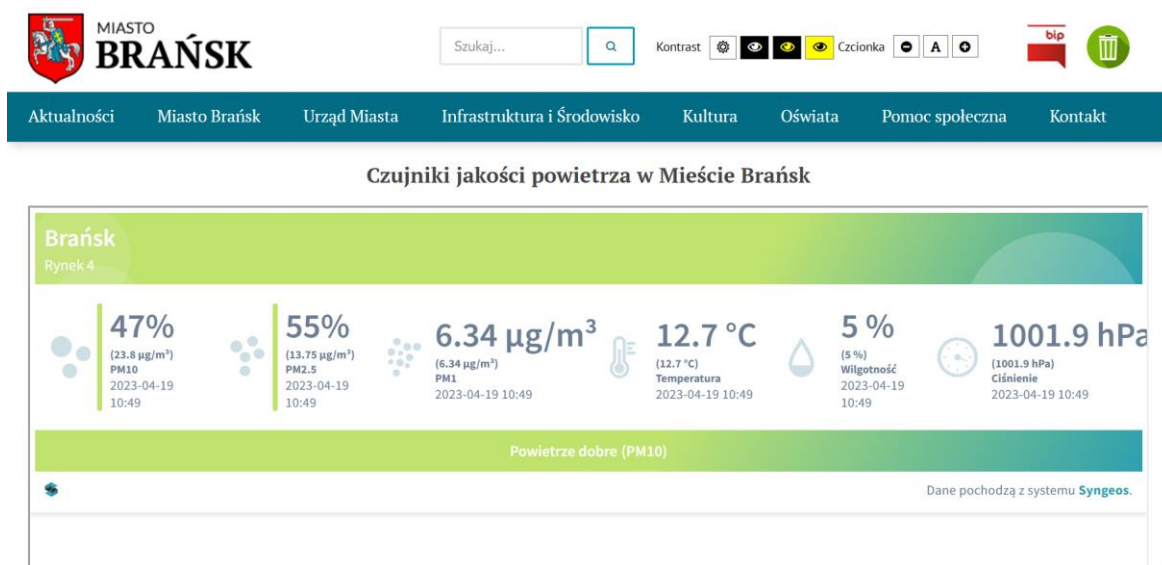 MIASTO
BRAŃSK
Szukaj...
Kontrast
Czcionka
A
bip
Aktualności Miasto Brańsk Urząd Miasta Infrastruktura i Środowisko Kultura Oświata Pomoc społeczna Kontakt
Czujniki jakości powietrza w Mieście Brańsk
Brańsk
Rynek 4
47%
(23.8 µg/m³)
PM10
2023-04-19
10:49
55%
(13.75 µg/m³)
PM2.5
2023-04-19
10:49
6.34 µg/m³
(6.34 µg/m³)
PM1
2023-04-19 10:49
12.7 °C
(12.7 °C)
Temperatura
2023-04-19 10:49
5 %
(5 %)
Wilgotność
2023-04-19
10:49
1001.9 hPa
(1001.9 hPa)
Ciśnienie
2023-04-19 10:49
Powietrze dobre (PM10)
Dane pochodzą z systemu Syngeos.